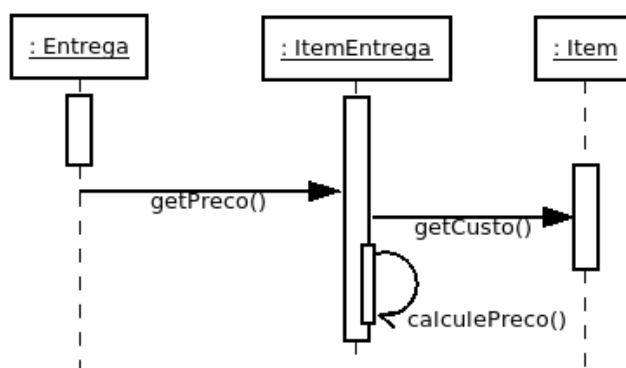 : Entrega
: ItemEntrega
: Item
getPreco()
getCusto()
calculePreco()